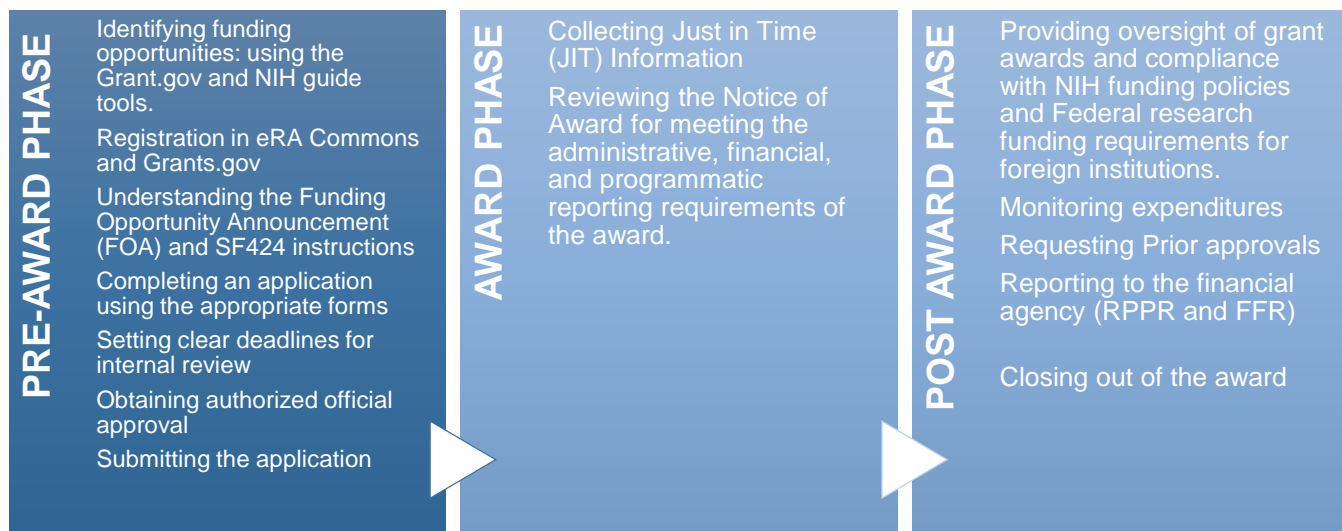 PRE-AWARD PHASE
Identifying funding
opportunities: using the
Grant.gov and NIH guide
tools.
Registration in eRA Commons
and Grants.gov
Understanding the Funding
Opportunity Announcement
(FOA) and SF424 instructions
Completing an application
using the appropriate forms
Setting clear deadlines for
internal review
Obtaining authorized official
approval
Submitting the application
AWARD PHASE
Collecting Just in Time
(JIT) Information
Reviewing the Notice of
Award for meeting the
administrative, financial,
and programmatic
reporting requirements of
the award.
POST AWARD PHASE
Providing oversight of grant
awards and compliance
with NIH funding policies
and Federal research
funding requirements for
foreign institutions.
Monitoring expenditures
Requesting Prior approvals
Reporting to the financial
agency (RPPR and FFR)
Closing out of the award